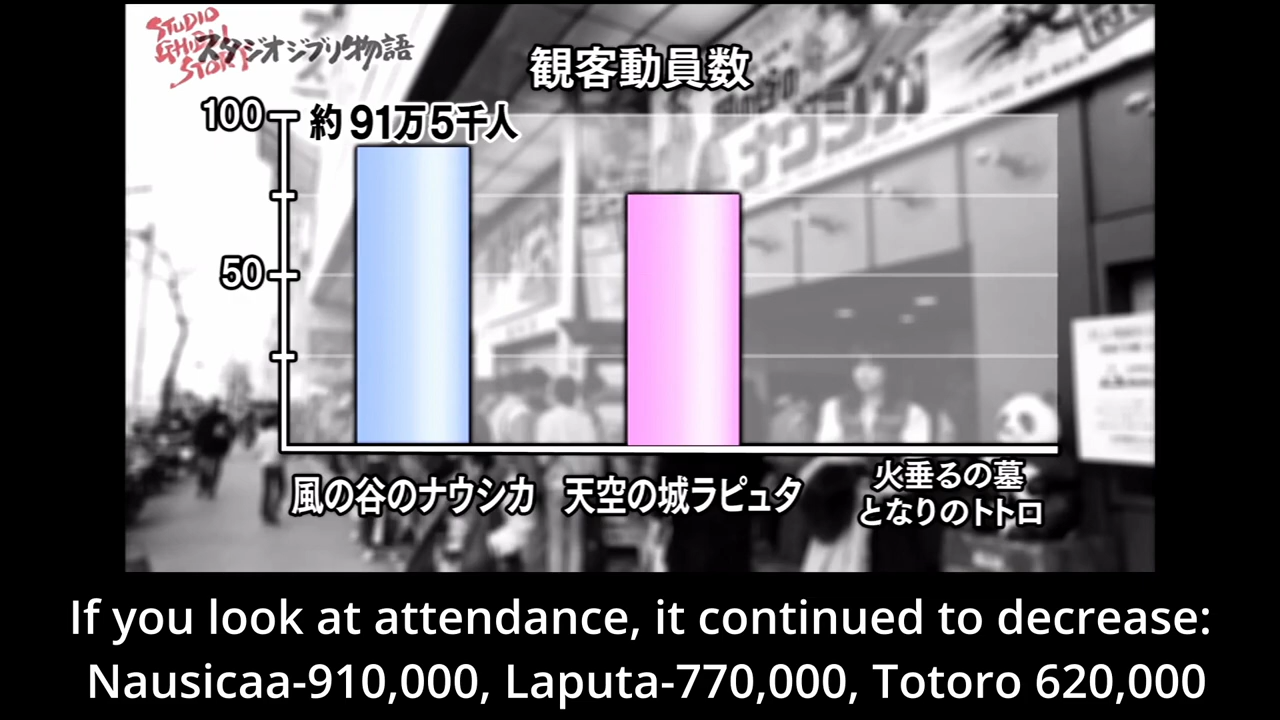 STUDIO
GHIBLI
STORY
スタジオジブリ物語
観客動員数
100
約91万5千人
50
風の谷のナウシカ
天空の城ラピュタ
火垂るの墓
となりのトトロ
If you look at attendance, it continued to decrease:
Nausicaa-910,000, Laputa-770,000, Totoro 620,000